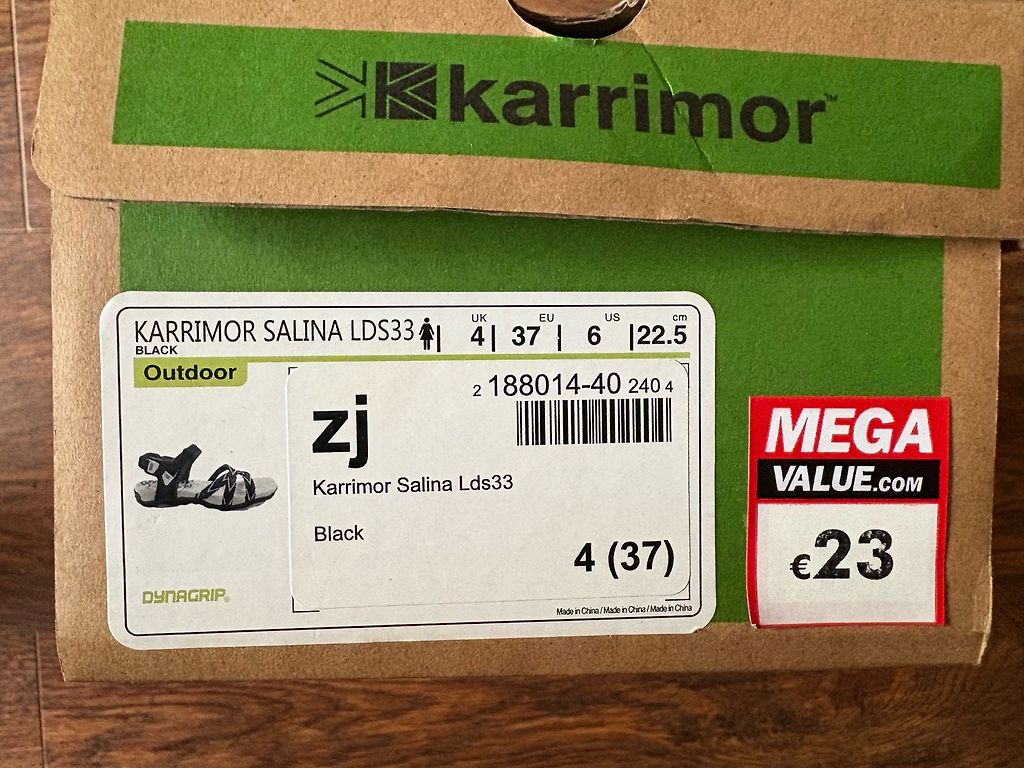 karrimor™
KARRIMOR SALINA LDS33
BLACK
UK 4 EU 37 US 6 cm 22.5
Outdoor
2 188014-40 240 4
zj
Karrimor Salina Lds33
Black
4 (37)
DYNAGRIP®
Made in China / Made in China / Made in China
MEGA
VALUE.COM
€23